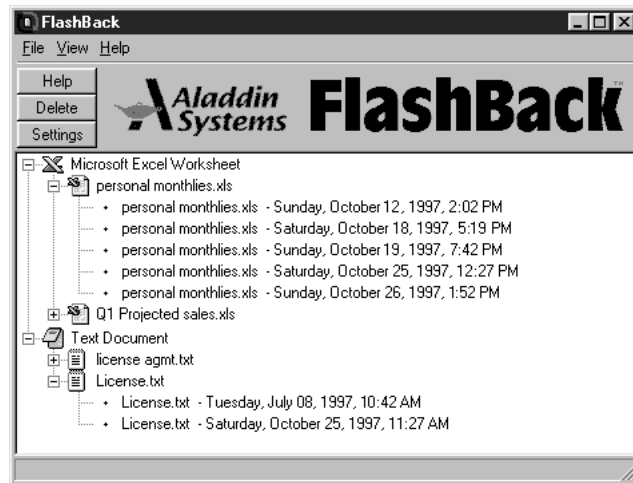 FlashBack
File View Help
Help
Delete
Settings
Aladdin
Systems
FlashBack™
Microsoft Excel Worksheet
personal monthlies.xls
personal monthlies.xls - Sunday, October 12, 1997, 2:02 PM
personal monthlies.xls - Saturday, October 18, 1997, 5:19 PM
personal monthlies.xls - Sunday, October 19, 1997, 7:42 PM
personal monthlies.xls - Saturday, October 25, 1997, 12:27 PM
personal monthlies.xls - Sunday, October 26, 1997, 1:52 PM
Q1 Projected sales.xls
Text Document
license agmt.txt
License.txt
License.txt - Tuesday, July 08, 1997, 10:42 AM
License.txt - Saturday, October 25, 1997, 11:27 AM